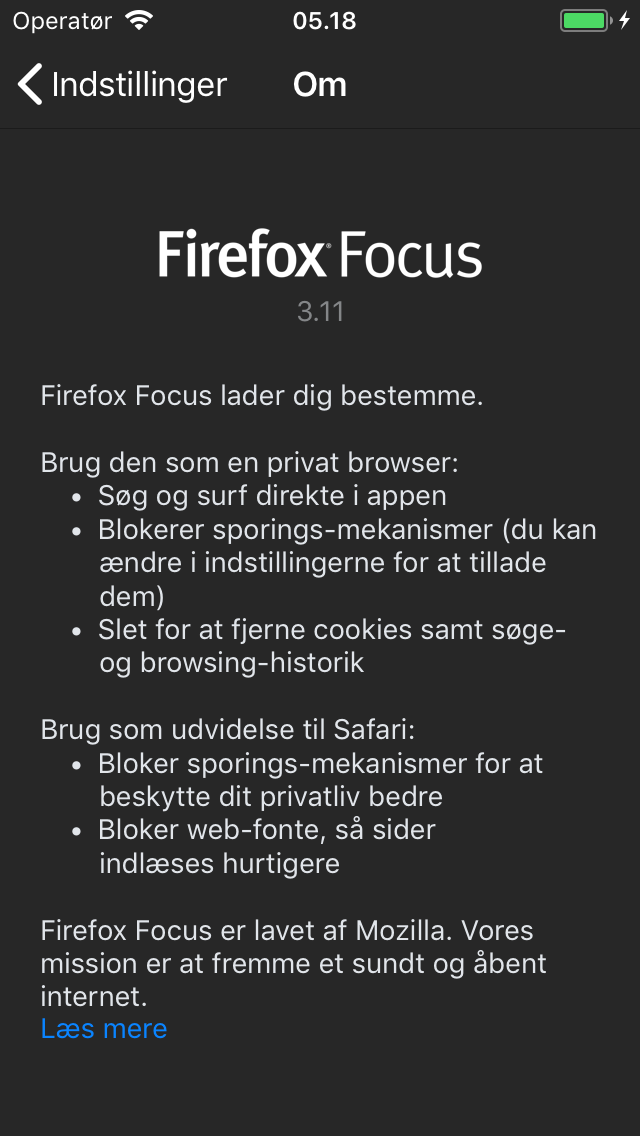 Operatør 05.18
Indstillinger Om
Firefox Focus
3.11
Firefox Focus lader dig bestemme.
Brug den som en privat browser:
• Søg og surf direkte i appen
• Blokerer sporings-mekanismer (du kan
ændre i indstillingerne for at tillade
dem)
• Slet for at fjerne cookies samt søge-
og browsing-historik
Brug som udvidelse til Safari:
• Bloker sporings-mekanismer for at
beskytte dit privatliv bedre
• Bloker web-fonte, så sider
indlæses hurtigere
Firefox Focus er lavet af Mozilla. Vores
mission er at fremme et sundt og åbent
internet.
Læs mere